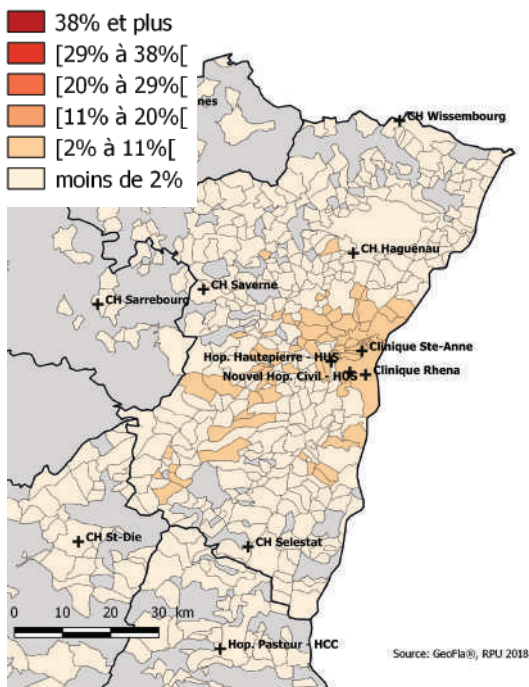 38% et plus
[29% à 38%[
[20% à 29%[
[11% à 20%[
[2% à 11%[
moins de 2%
CH Wissembourg
CH Haguenau
CH Saverne
CH Sarrebourg
Clinique Ste-Anne
Hop. Hautepierre - HUS
Nouvel Hop. Civil - HUS
Clinique Rhena
CH St-Die
CH Selestat
0 10 20 30 km
Hop. Pasteur - HCC
Source: GeoFla®, RPU 2018